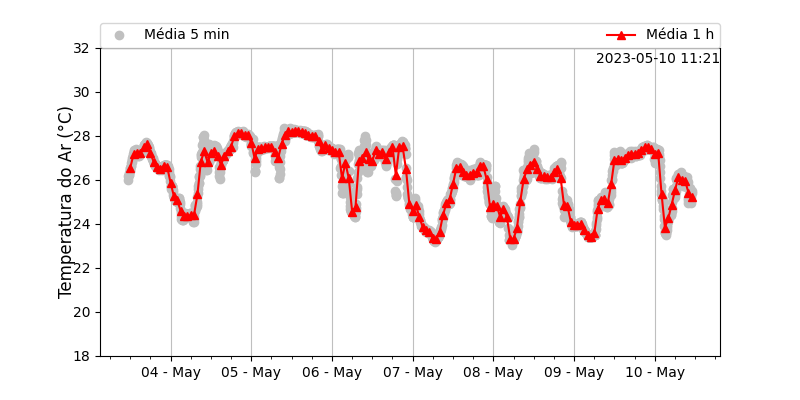 Média 5 min
Média 1 h
2023-05-10 11:21
Temperatura do Ar (°C)
32
30
28
26
24
22
20
18
04 - May
05 - May
06 - May
07 - May
08 - May
09 - May
10 - May